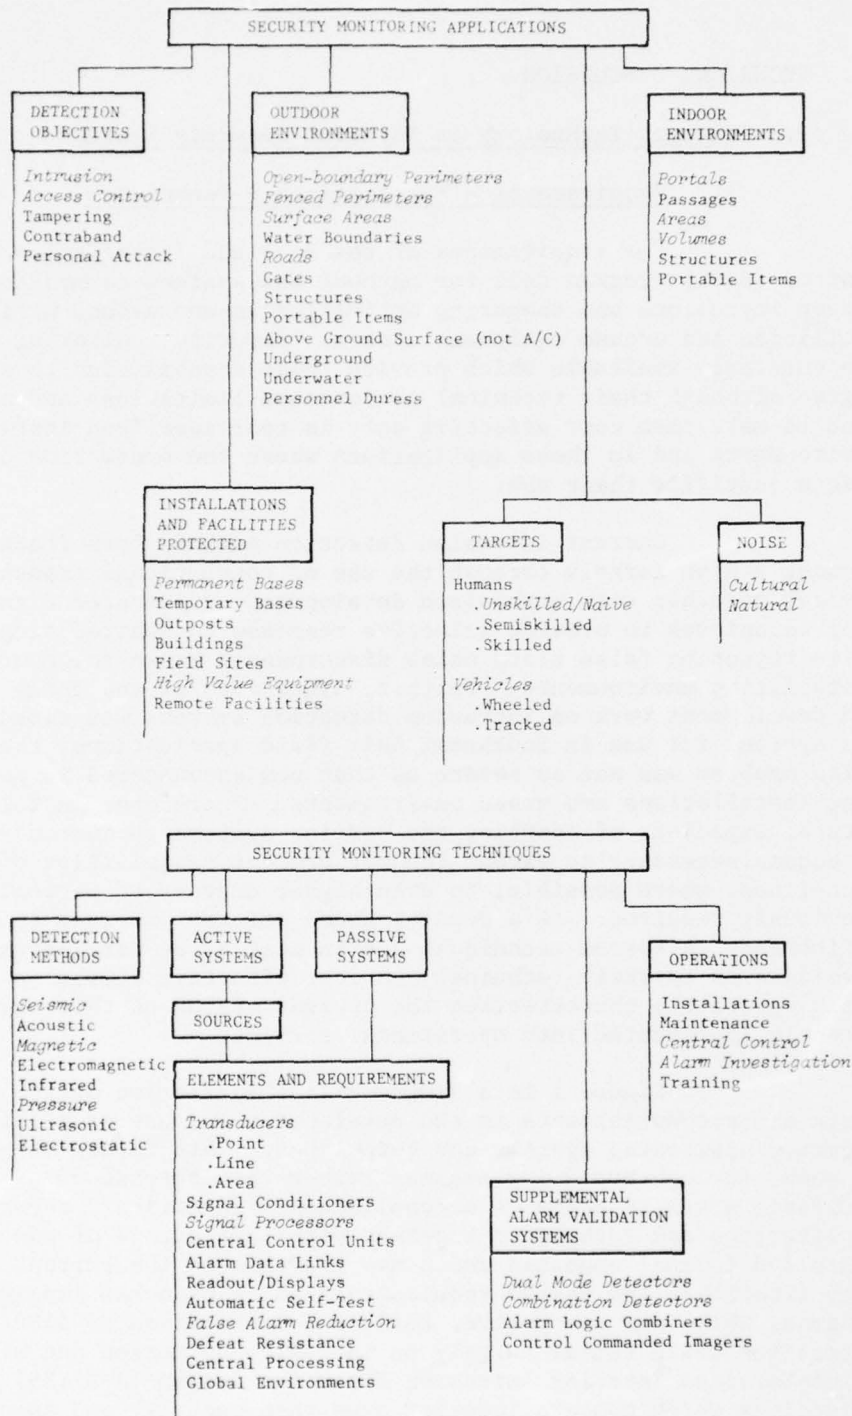 SECURITY MONITORING APPLICATIONS
DETECTION
OBJECTIVES
Intrusion
Access Control
Tampering
Contraband
Personal Attack
OUTDOOR
ENVIRONMENTS
Open-boundary Perimeters
Fenced Perimeters
Surface Areas
Water Boundaries
Roads
Gates
Structures
Portable Items
Above Ground Surface (not A/C)
Underground
Underwater
Personnel Duress
INDOOR
ENVIRONMENTS
Portals
Passages
Areas
Volumes
Structures
Portable Items
INSTALLATIONS
AND FACILITIES
PROTECTED
Permanent Bases
Temporary Bases
Outposts
Buildings
Field Sites
High Value Equipment
Remote Facilities
TARGETS
Humans
.Unskilled/Naive
.Semiskilled
.Skilled
Vehicles
.Wheeled
.Tracked
NOISE
Cultural
Natural
SECURITY MONITORING TECHNIQUES
DETECTION
METHODS
Seismic
Acoustic
Magnetic
Electromagnetic
Infrared
Pressure
Ultrasonic
Electrostatic
ACTIVE
SYSTEMS
PASSIVE
SYSTEMS
SOURCES
ELEMENTS AND REQUIREMENTS
Transducers
.Point
.Line
.Area
Signal Conditioners
Signal Processors
Central Control Units
Alarm Data Links
Readout/Displays
Automatic Self-Test
False Alarm Reduction
Defeat Resistance
Central Processing
Global Environments
OPERATIONS
Installations
Maintenance
Central Control
Alarm Investigation
Training
SUPPLEMENTAL
ALARM VALIDATION
SYSTEMS
Dual Mode Detectors
Combination Detectors
Alarm Logic Combiners
Control Commanded Imagers